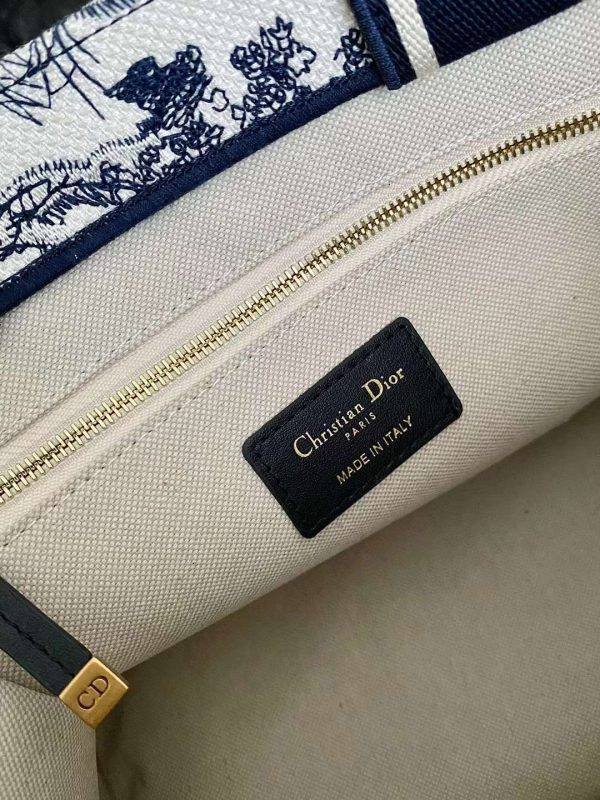 Christian Dior
PARIS
MADE IN ITALY
CD